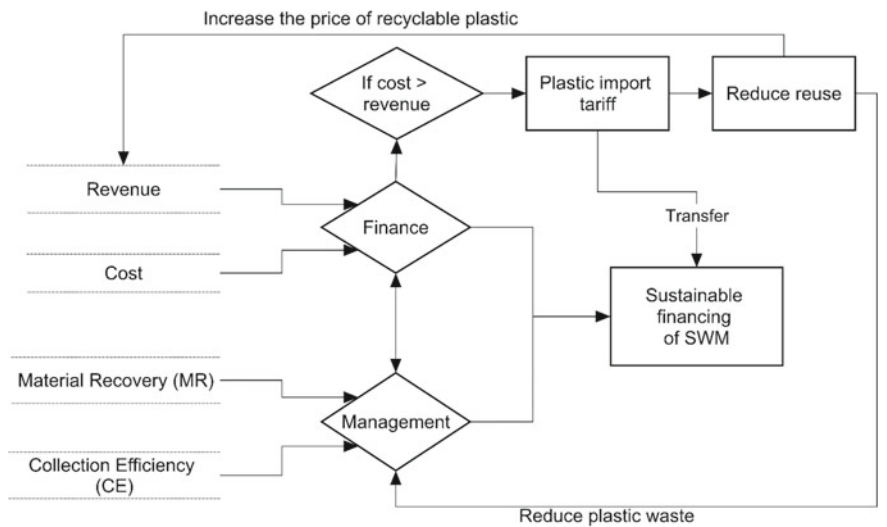 Increase the price of recyclable plastic
If cost >
revenue
Plastic import
tariff
Reduce reuse
Revenue
Finance
Transfer
Cost
Sustainable
financing
of SWM
Material Recovery (MR)
Management
Collection Efficiency
(CE)
Reduce plastic waste